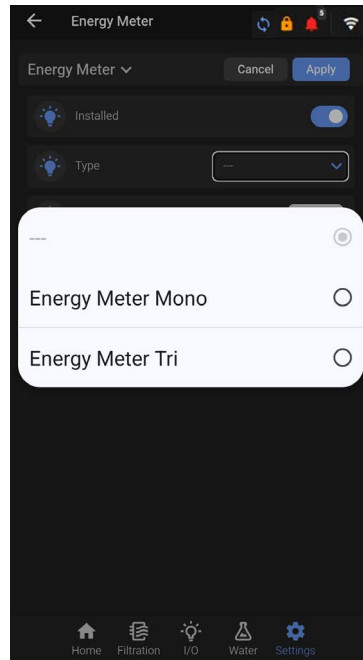 Energy Meter
5
Energy Meter
Cancel
Apply
Installed
Type
---
---
Energy Meter Mono
Energy Meter Tri
Home
Filtration
I/O
Water
Settings